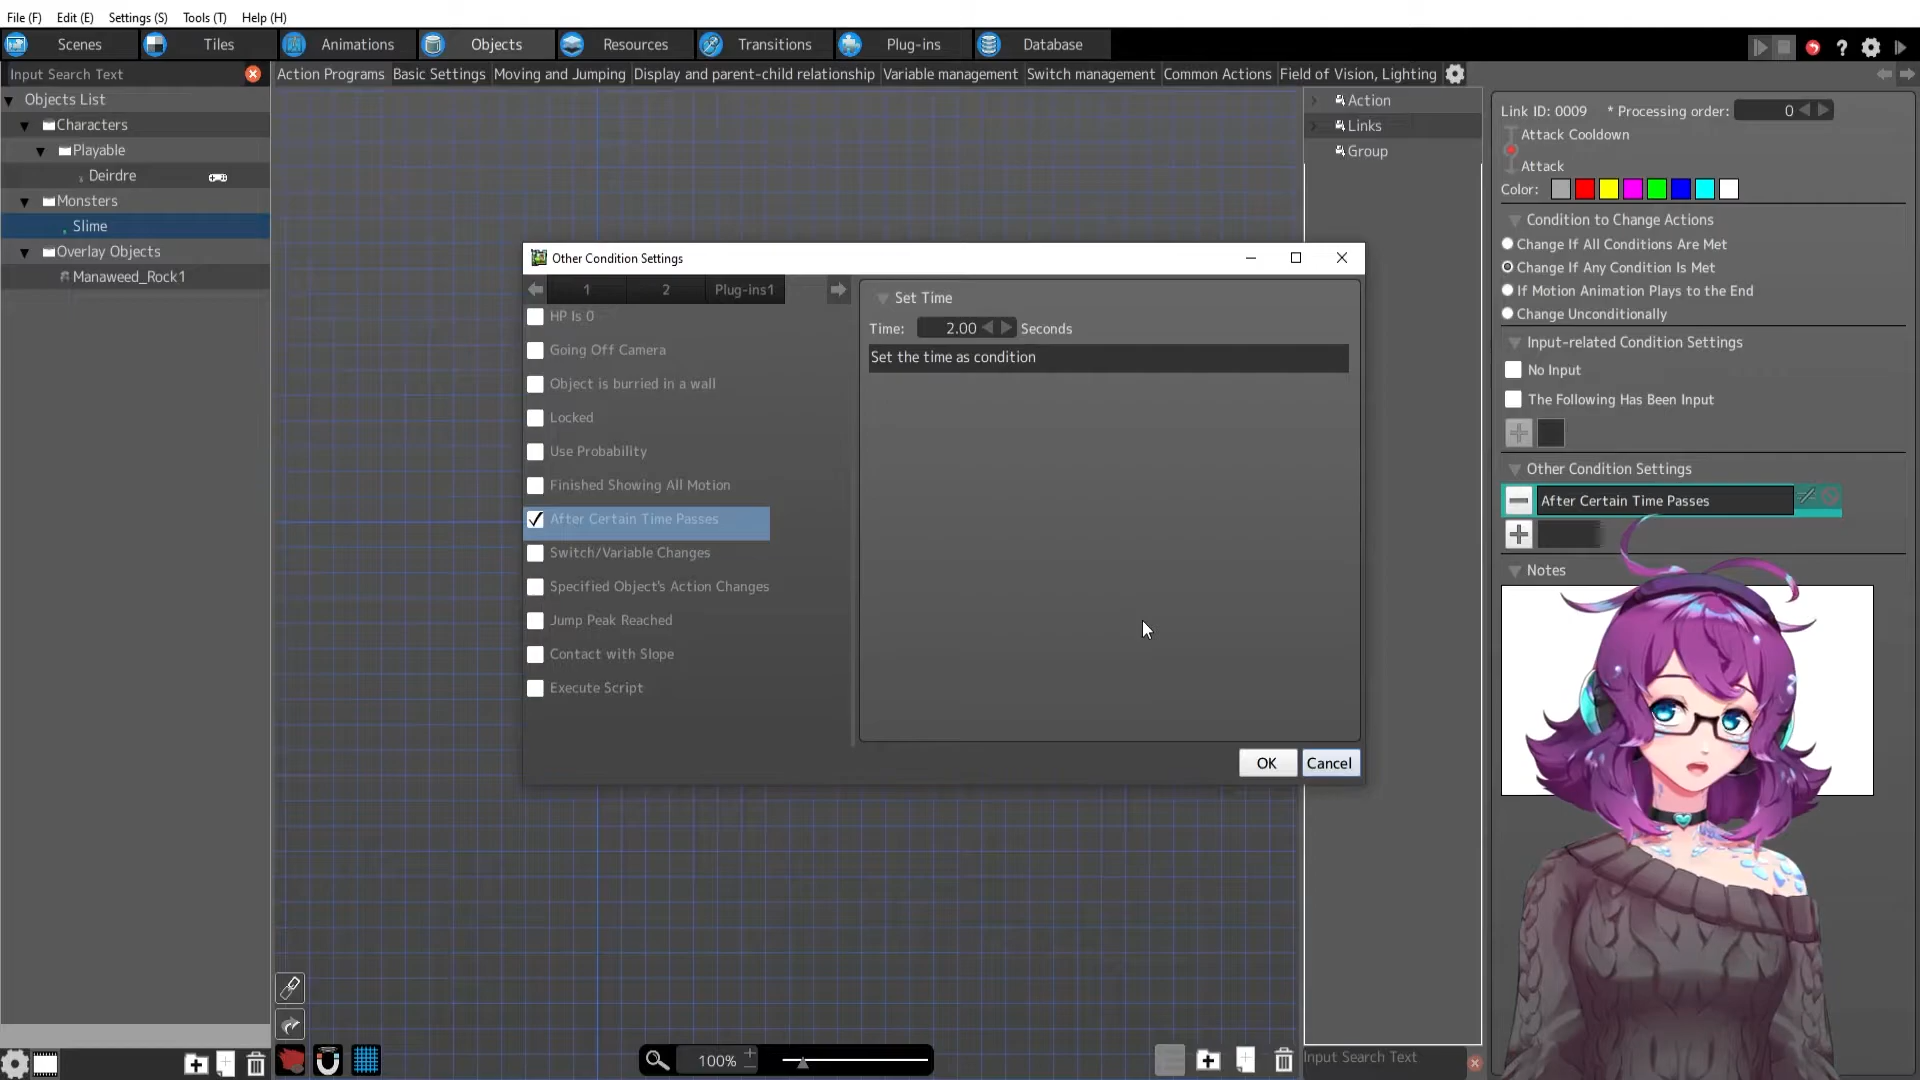 File (F) Edit (E) Settings (S) Tools (T) Help (H)
Scenes Tiles Animations Objects Resources Transitions Plug-ins Database
Input Search Text
Action Programs Basic Settings Moving and Jumping Display and parent-child relationship Variable management Switch management Common Actions Field of Vision, Lighting
Objects List
Characters
Playable
Deirdre
Monsters
Slime
Overlay Objects
Manaweed_Rock1
Action
Links
Group
Other Condition Settings
1 2 Plug-ins1
HP Is 0
Going Off Camera
Object is burried in a wall
Locked
Use Probability
Finished Showing All Motion
After Certain Time Passes
Switch/Variable Changes
Specified Object's Action Changes
Jump Peak Reached
Contact with Slope
Execute Script
Set Time
Time: 2.00 Seconds
Set the time as condition
OK Cancel
Link ID: 0009 * Processing order: 0
Attack Cooldown
Attack
Color:
Condition to Change Actions
Change If All Conditions Are Met
Change If Any Condition Is Met
If Motion Animation Plays to the End
Change Unconditionally
Input-related Condition Settings
No Input
The Following Has Been Input
Other Condition Settings
After Certain Time Passes
Notes
100%
Input Search Text